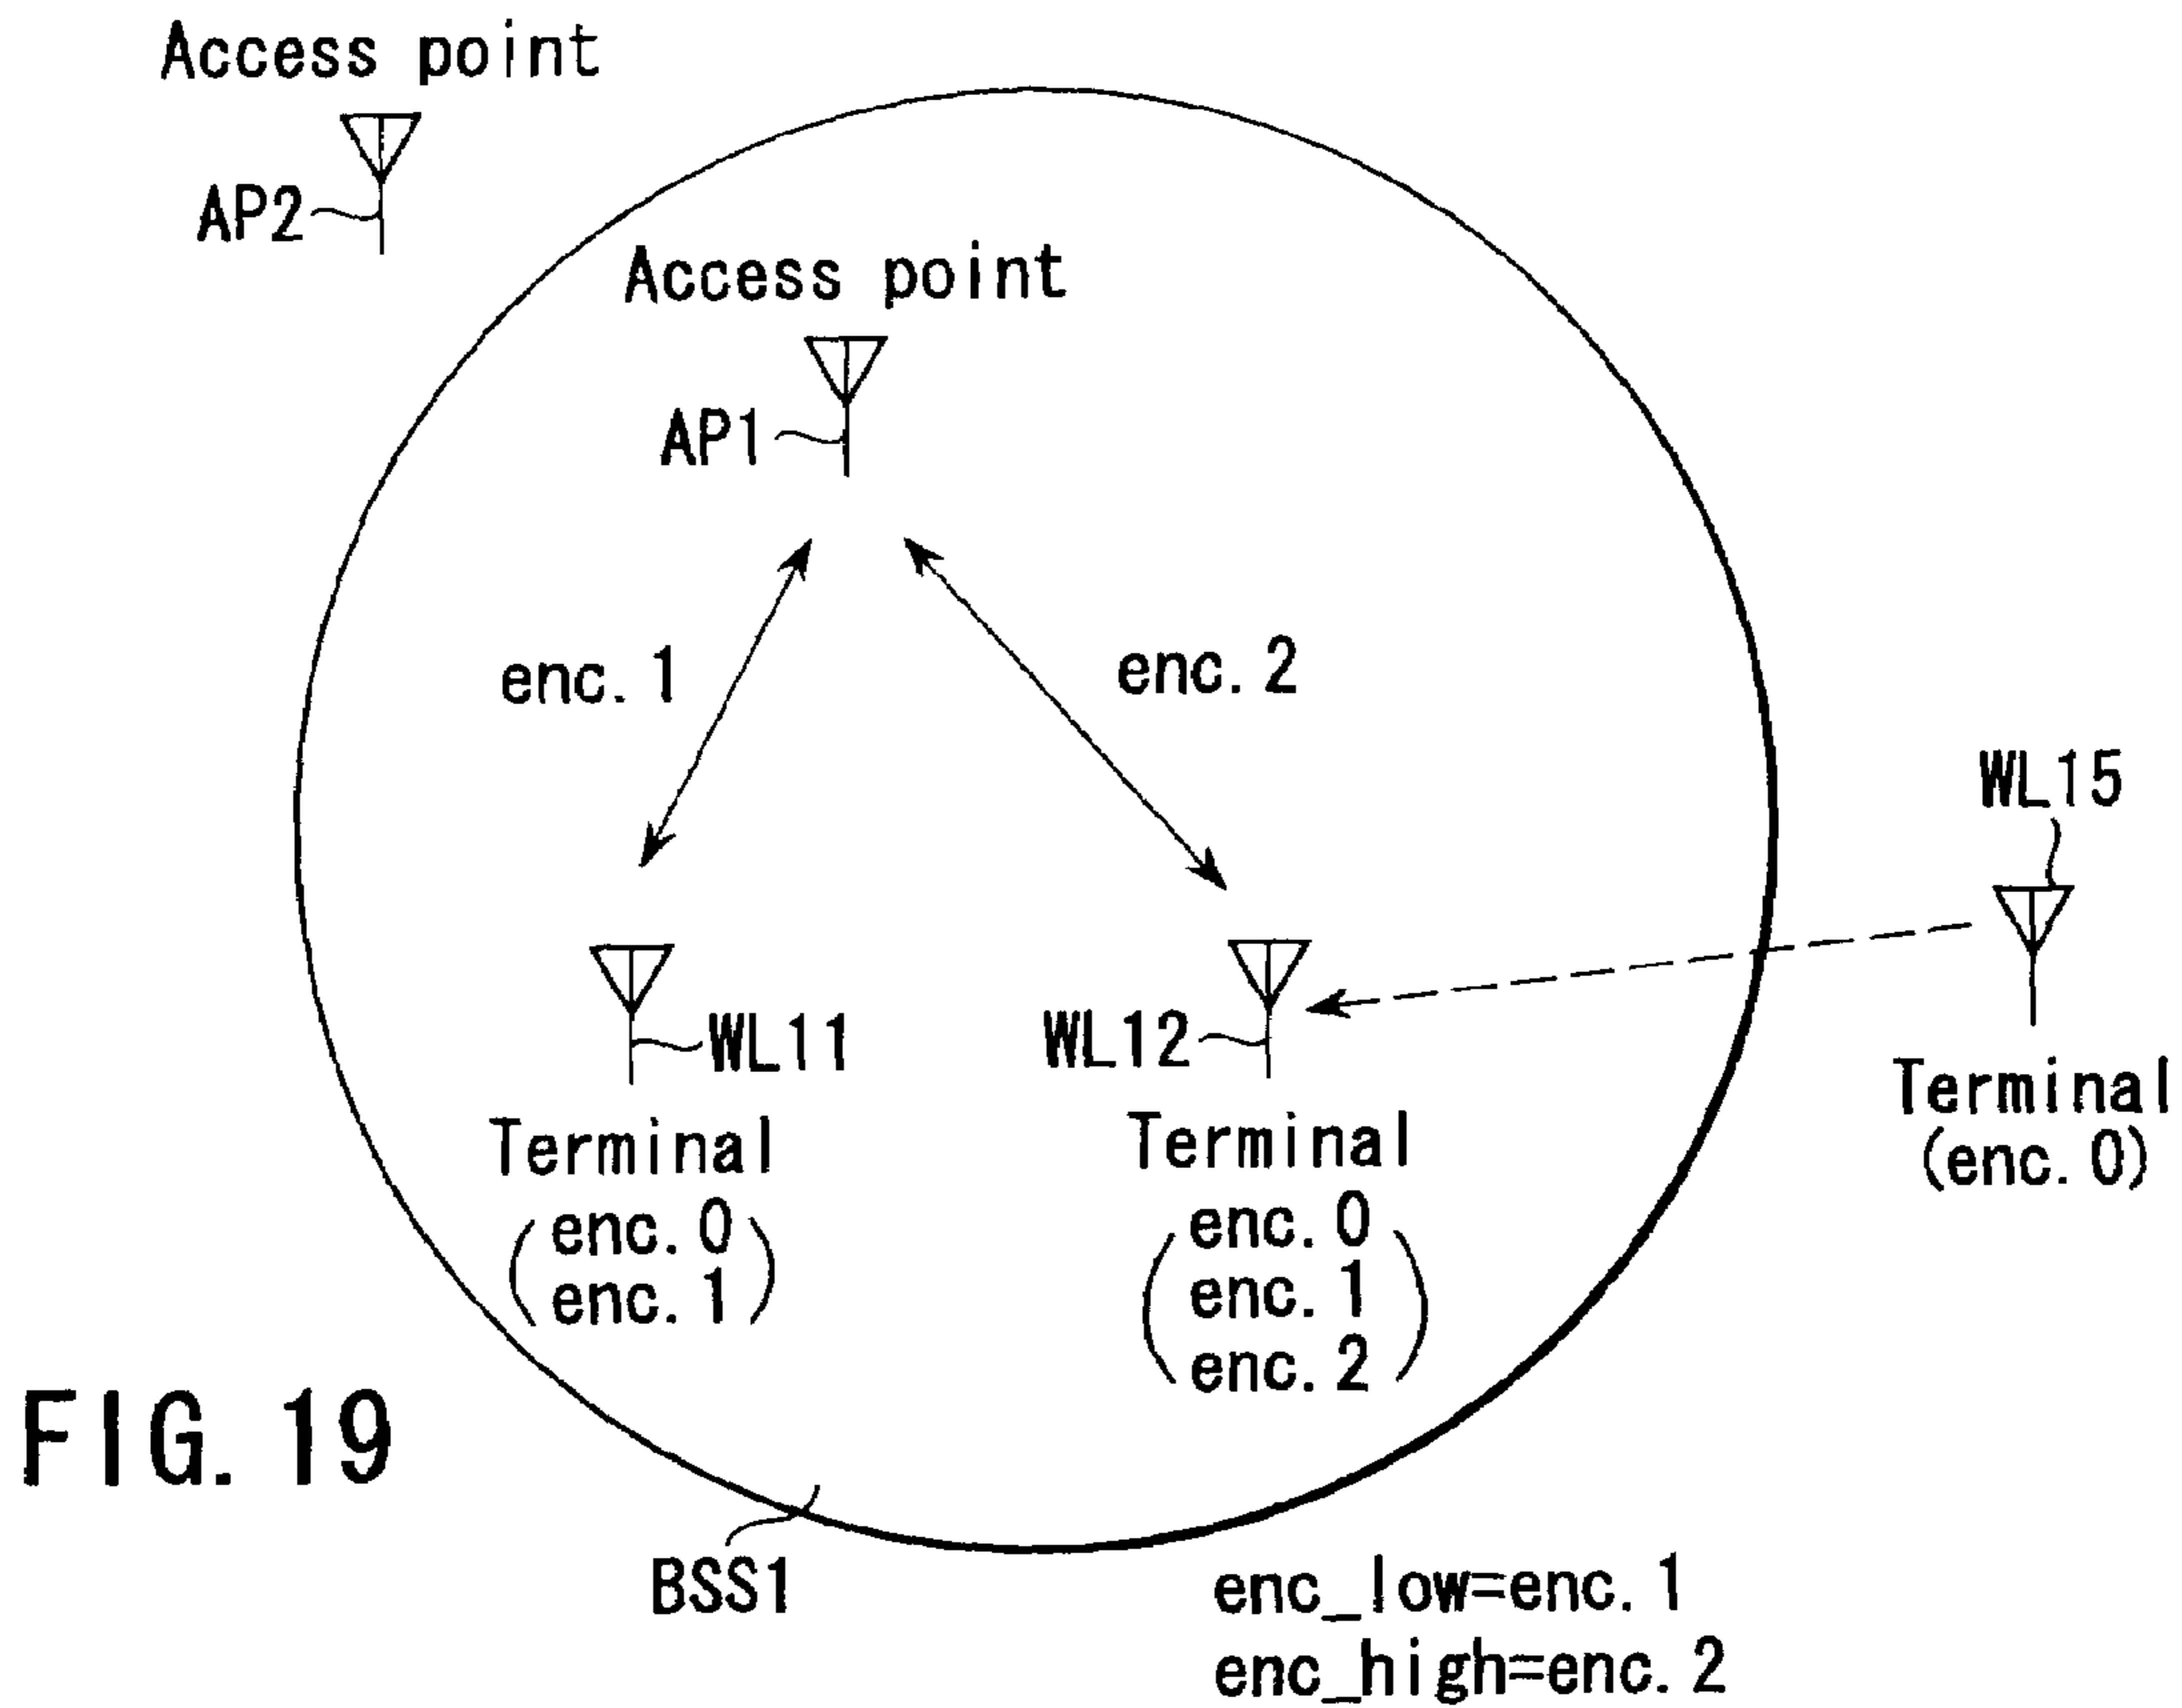 Access point
AP2
Access point
AP1
enc. 1
enc. 2
WL15
WL11
WL12
Terminal
(enc. 0)
Terminal
(enc. 0
enc. 1)
Terminal
(enc. 0
enc. 1
enc. 2)
FIG. 19
BSS1
enc_low=enc. 1
enc_high=enc. 2